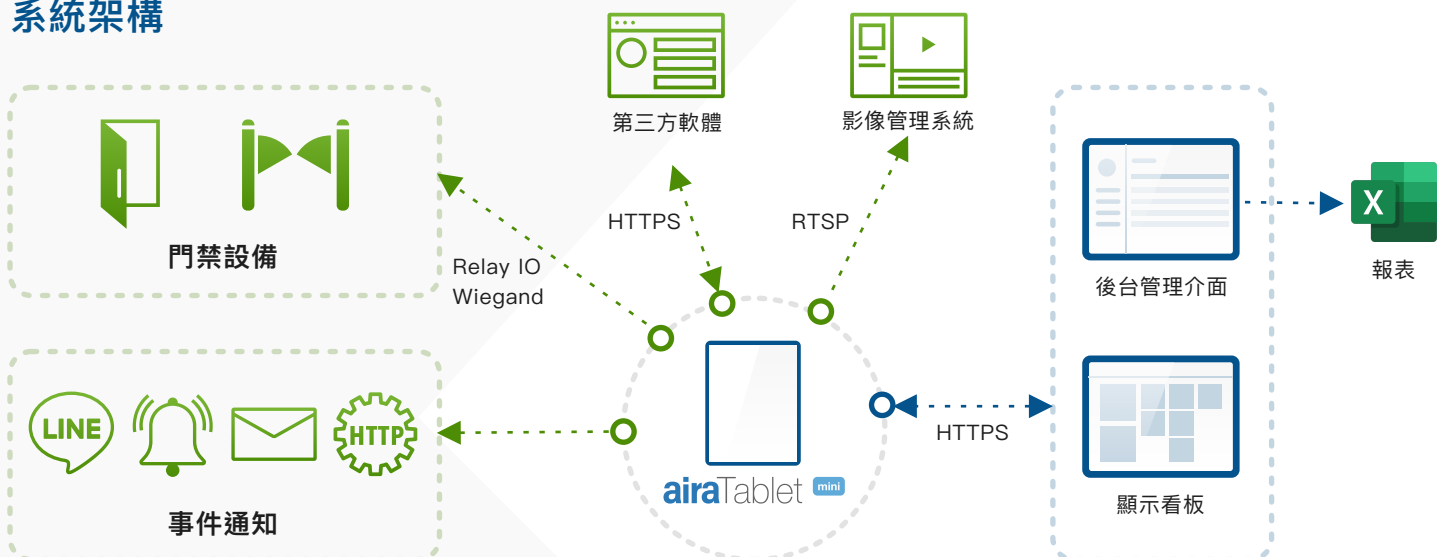 系統架構
第三方軟體
影像管理系統
門禁設備
Relay IO
Wiegand
HTTPS
RTSP
後台管理介面
X
報表
LINE
HTTP
事件通知
airaTablet mini
HTTPS
顯示看板